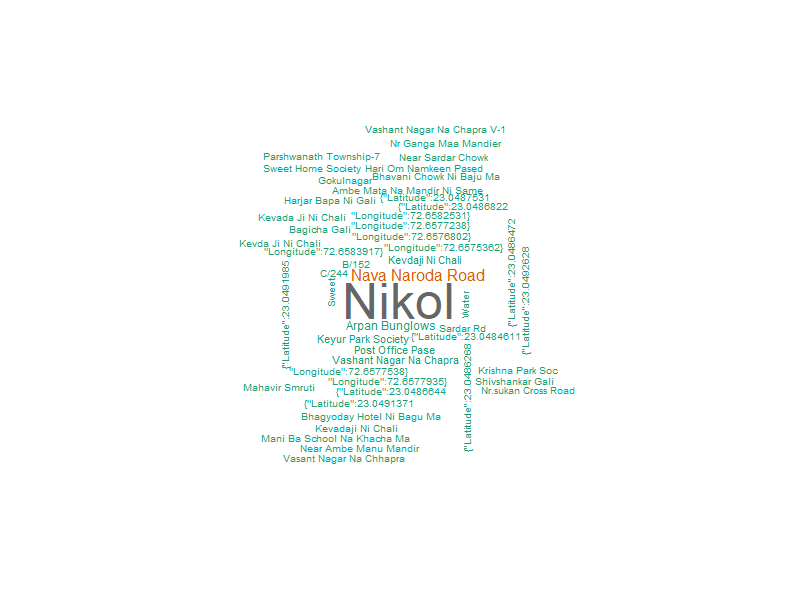 Vashant Nagar Na Chapra V-1
Nr Ganga Maa Mandier
Parshwanath Township-7
Near Sardar Chowk
Sweet Home Society
Hari Om Namkeen Pased
Gokulnagar
Bhavani Chowk Ni Baju Ma
Ambe Mata Na Mandir Ni Same
Harjar Bapa Ni Gali
{"Latitude":23.0487531
{"Latitude":23.0486822
Kevada Ji Ni Chali
"Longitude":72.6582531}
Bagicha Gali
"Longitude":72.6577238}
"Longitude":72.6576802}
Kevda Ji Ni Chali
"Longitude":72.6575362}
"Longitude":72.6583917}
Kevdaji Ni Chali
{"Latitude":23.0486472
{"Latitude":23.0492628
B/152
C/244
Nava Naroda Road
{"Latitude":23.0491985
Sweet
Nikol
Water
Arpan Bunglows
Sardar Rd
Keyur Park Society
{"Latitude":23.0484611
Post Office Pase
Vashant Nagar Na Chapra
{"Latitude":23.0486268
"Longitude":72.6577538}
Krishna Park Soc
"Longitude":72.6577935}
Shivshankar Gali
Mahavir Smruti
{"Latitude":23.0486644
Nr.sukan Cross Road
{"Latitude":23.0491371
Bhagyoday Hotel Ni Bagu Ma
Kevadaji Ni Chali
Mani Ba School Na Khacha Ma
Near Ambe Manu Mandir
Vasant Nagar Na Chhapra